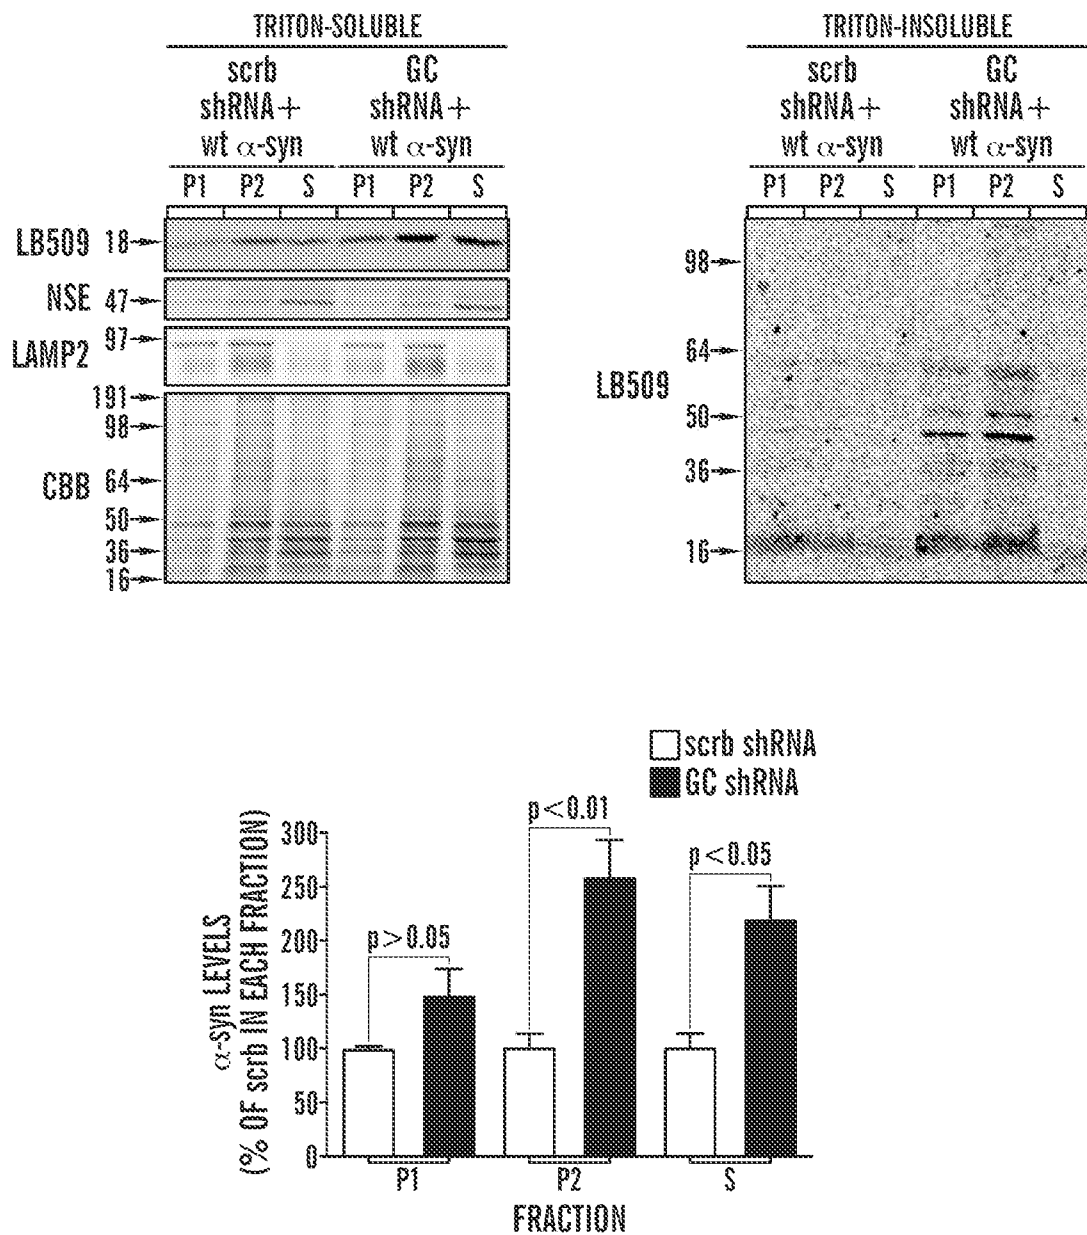 TRITON-SOLUBLE
scrb
shRNA+
wt α-syn
GC
shRNA+
wt α-syn
P1 P2 S P1 P2 S
LB509 18
NSE 47
LAMP2 97
CBB
191
98
64
50
36
16
TRITON-INSOLUBLE
scrb
shRNA+
wt α-syn
GC
shRNA+
wt α-syn
P1 P2 S P1 P2 S
LB509
98
64
50
36
16
scrb shRNA
GC shRNA
α-syn LEVELS
(% OF scrb IN EACH FRACTION)
300
250
200
150
100
50
0
p>0.05
p<0.01
p<0.05
P1 P2 S
FRACTION